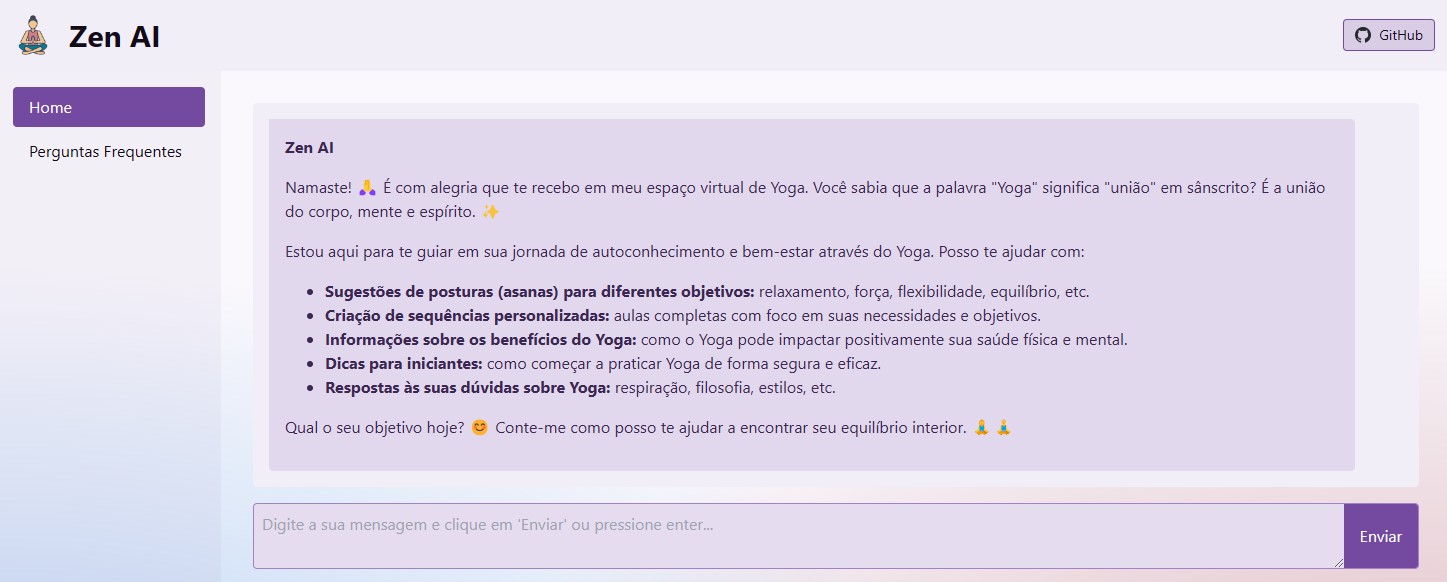 Zen AI
GitHub
Home
Perguntas Frequentes
Zen AI
Namaste! 🙏 É com alegria que te recebo em meu espaço virtual de Yoga. Você sabia que a palavra "Yoga" significa "união" em sânscrito? É a união
do corpo, mente e espírito. ✨
Estou aqui para te guiar em sua jornada de autoconhecimento e bem-estar através do Yoga. Posso te ajudar com:
• Sugestões de posturas (asanas) para diferentes objetivos: relaxamento, força, flexibilidade, equilíbrio, etc.
• Criação de sequências personalizadas: aulas completas com foco em suas necessidades e objetivos.
• Informações sobre os benefícios do Yoga: como o Yoga pode impactar positivamente sua saúde física e mental.
• Dicas para iniciantes: como começar a praticar Yoga de forma segura e eficaz.
• Respostas às suas dúvidas sobre Yoga: respiração, filosofia, estilos, etc.
Qual o seu objetivo hoje? 😊 Conte-me como posso te ajudar a encontrar seu equilíbrio interior. 🧘‍♀️ 🧘‍♂️
Digite a sua mensagem e clique em 'Enviar' ou pressione enter...
Enviar